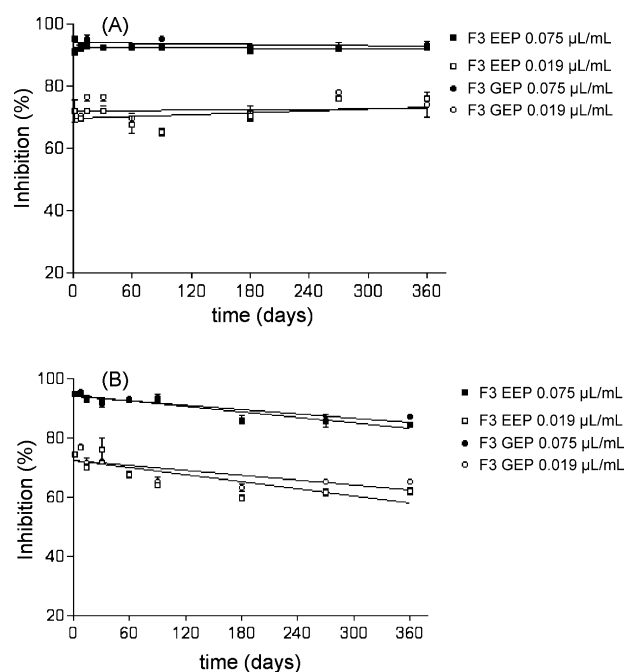 (A)
100
80
60
40
20
Inhibition (%)
0 60 120 180 240 300 360
time (days)
F3 EEP 0.075 µL/mL
F3 EEP 0.019 µL/mL
F3 GEP 0.075 µL/mL
F3 GEP 0.019 µL/mL
(B)
100
80
60
40
20
Inhibition (%)
0 60 120 180 240 300 360
time (days)
F3 EEP 0.075 µL/mL
F3 EEP 0.019 µL/mL
F3 GEP 0.075 µL/mL
F3 GEP 0.019 µL/mL